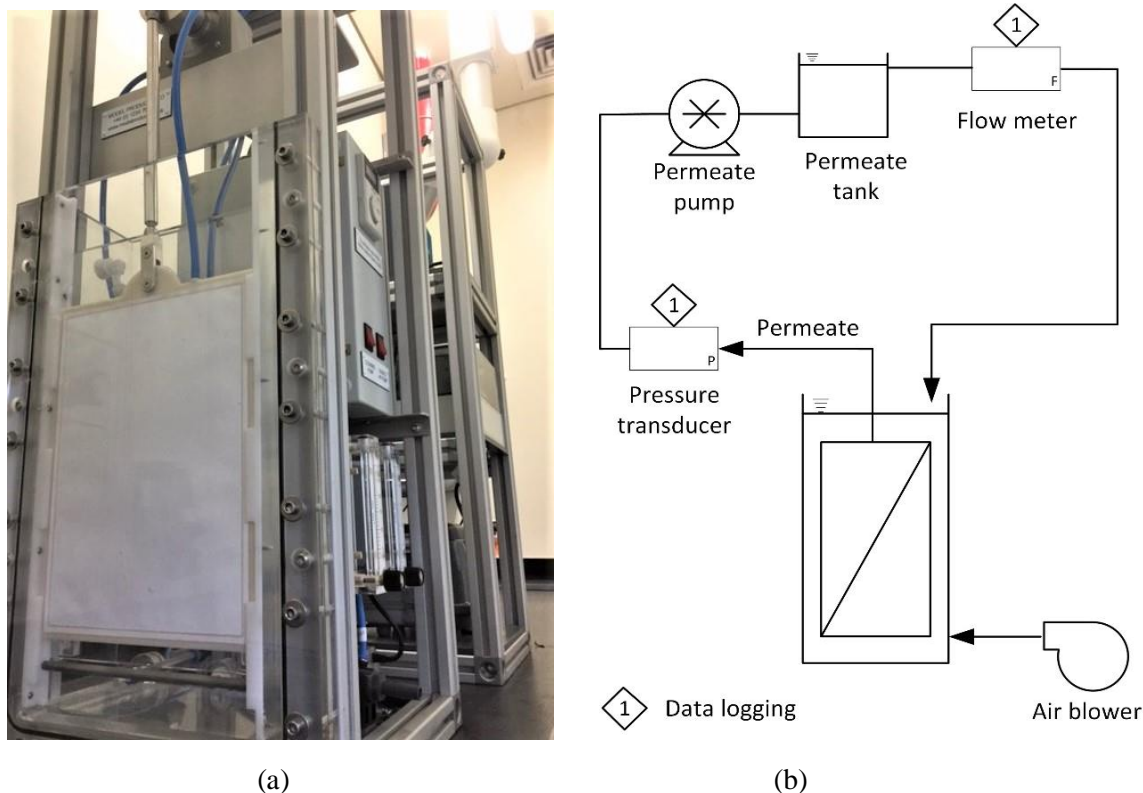 1
F
Flow meter
Permeate
pump
Permeate
tank
1
Permeate
P
Pressure
transducer
1 Data logging
Air blower
(a)
(b)